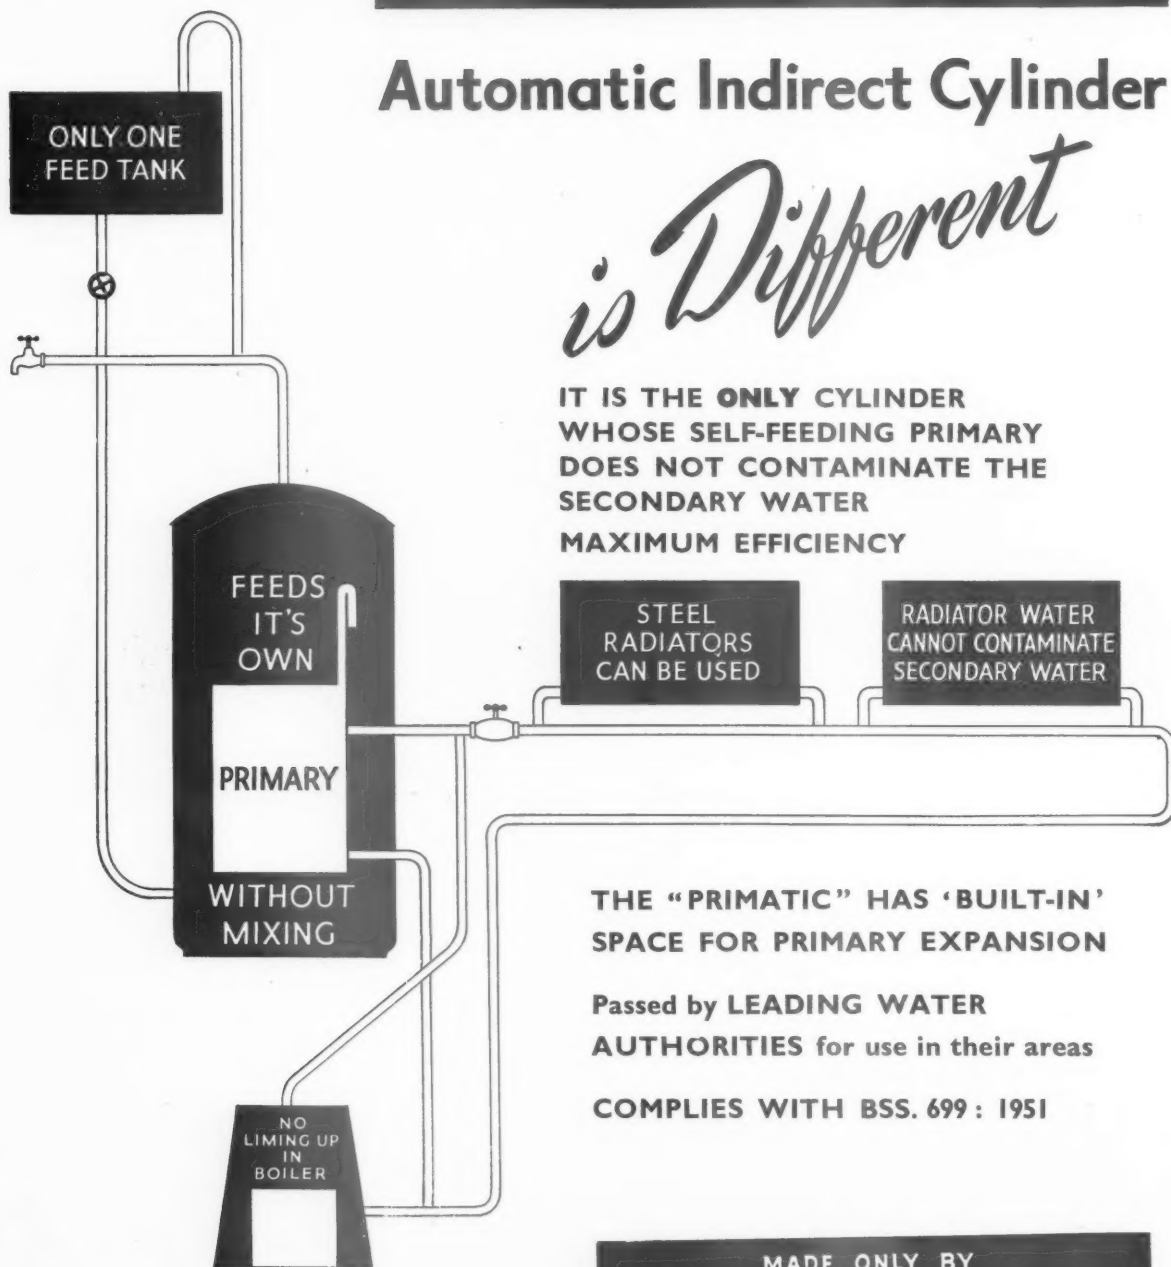 Automatic Indirect Cylinder
is Different
ONLY ONE
FEED TANK
IT IS THE ONLY CYLINDER
WHOSE SELF-FEEDING PRIMARY
DOES NOT CONTAMINATE THE
SECONDARY WATER
MAXIMUM EFFICIENCY
FEEDS
IT'S
OWN
PRIMARY
WITHOUT
MIXING
STEEL
RADIATORS
CAN BE USED
RADIATOR WATER
CANNOT CONTAMINATE
SECONDARY WATER
THE “PRIMATIC” HAS ‘BUILT-IN’
SPACE FOR PRIMARY EXPANSION
Passed by LEADING WATER
AUTHORITIES for use in their areas
COMPLIES WITH BSS. 699 : 1951
NO
LIMING UP
IN
BOILER
MADE ONLY BY